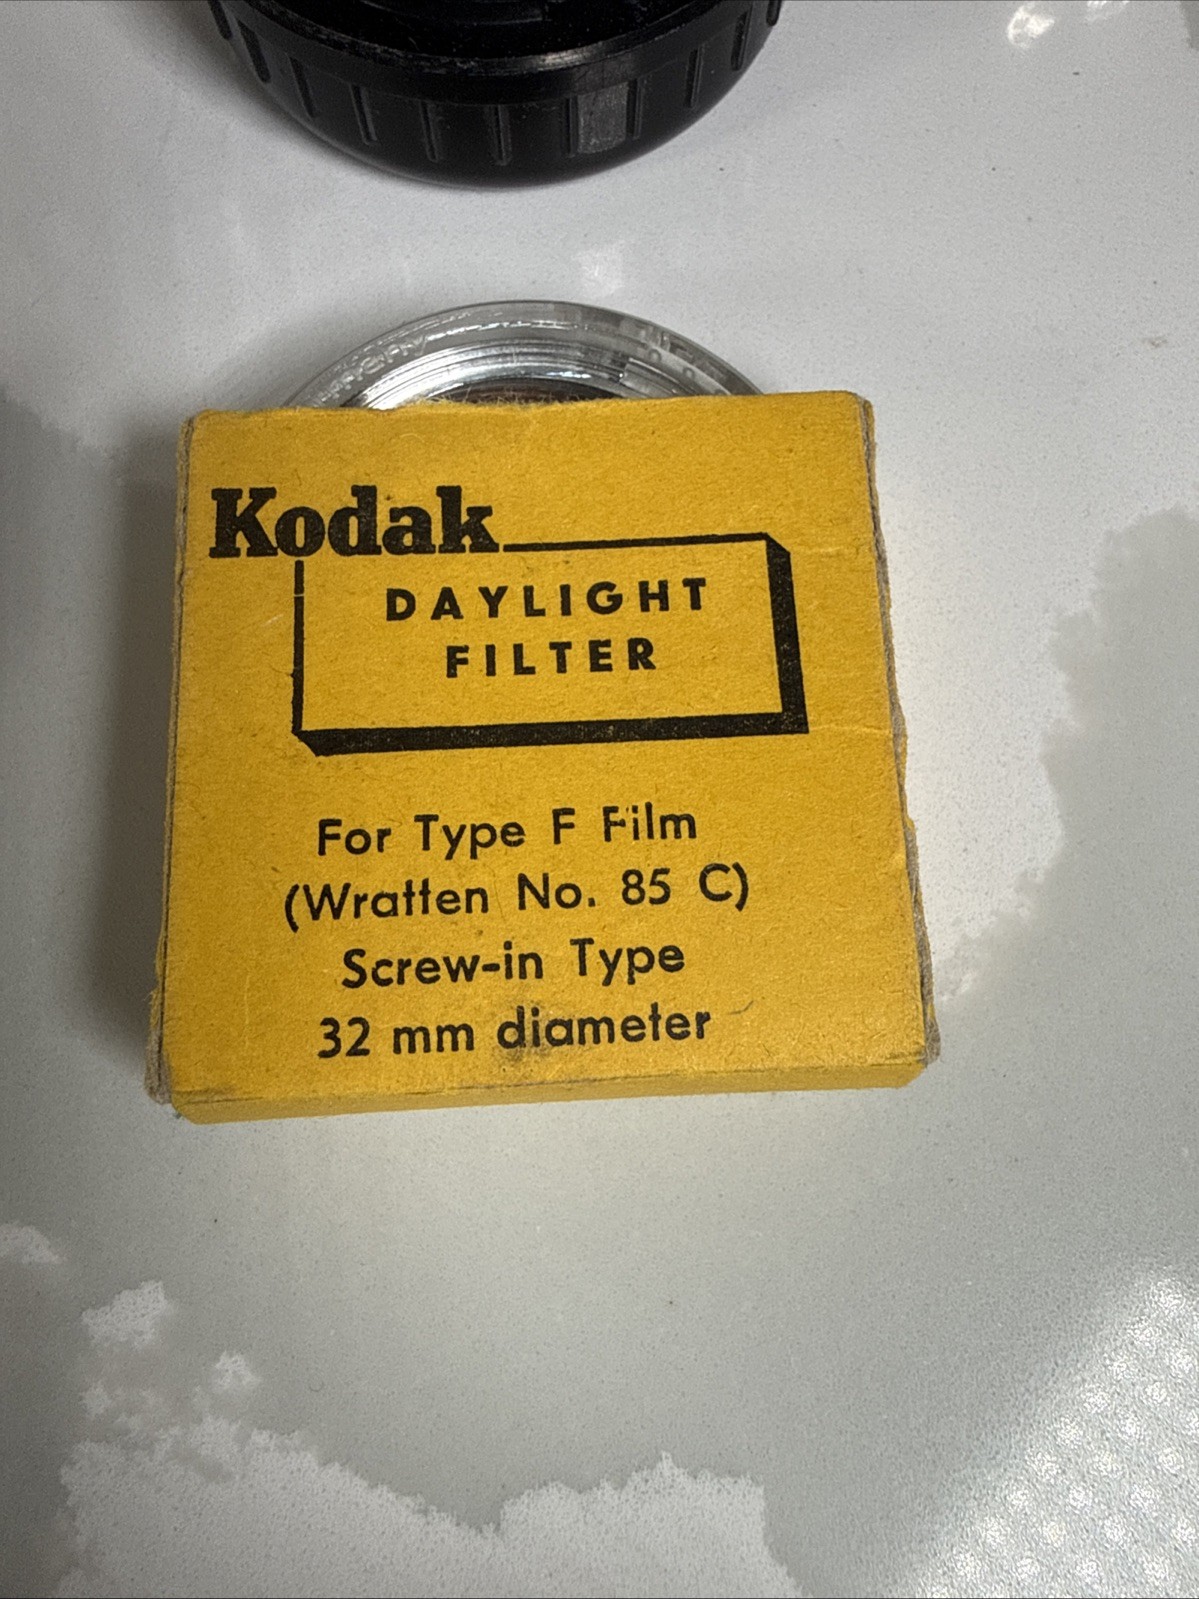 Kodak
DAYLIGHT
FILTER
For Type F Film
(Wratten No. 85 C)
Screw-in Type
32 mm diameter